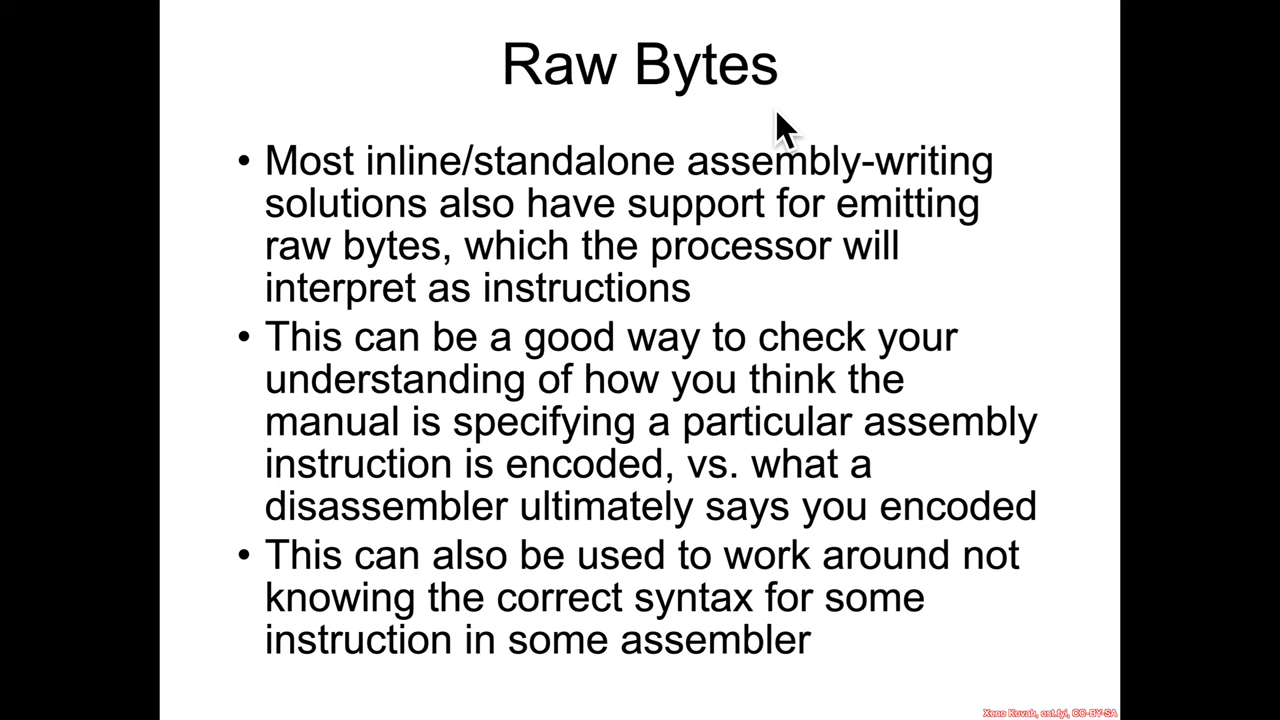 Raw Bytes
• Most inline/standalone assembly-writing
solutions also have support for emitting
raw bytes, which the processor will
interpret as instructions
• This can be a good way to check your
understanding of how you think the
manual is specifying a particular assembly
instruction is encoded, vs. what a
disassembler ultimately says you encoded
• This can also be used to work around not
knowing the correct syntax for some
instruction in some assembler
Xeno Kovah, ost.fyi, CC-BY-SA